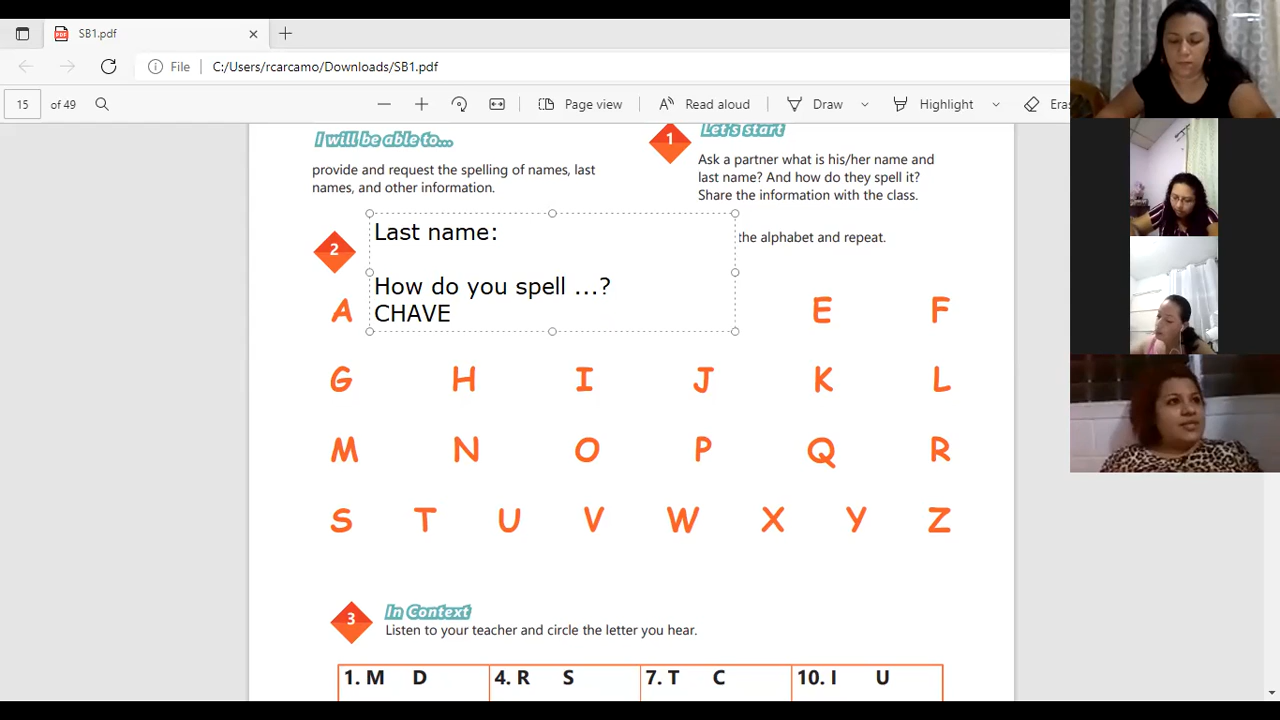 SB1.pdf
File C:/Users/rcarcamo/Downloads/SB1.pdf
15 of 49 Page view Read aloud Draw Highlight Eras
I will be able to...
provide and request the spelling of names, last
names, and other information.
1 Let's start
Ask a partner what is his/her name and
last name? And how do they spell it?
Share the information with the class.
2
the alphabet and repeat.
Last name:
How do you spell ...?
CHAVE
A E F
G H I J K L
M N O P Q R
S T U V W X Y Z
3 In Context
Listen to your teacher and circle the letter you hear.
1. M D 4. R S 7. T C 10. I U